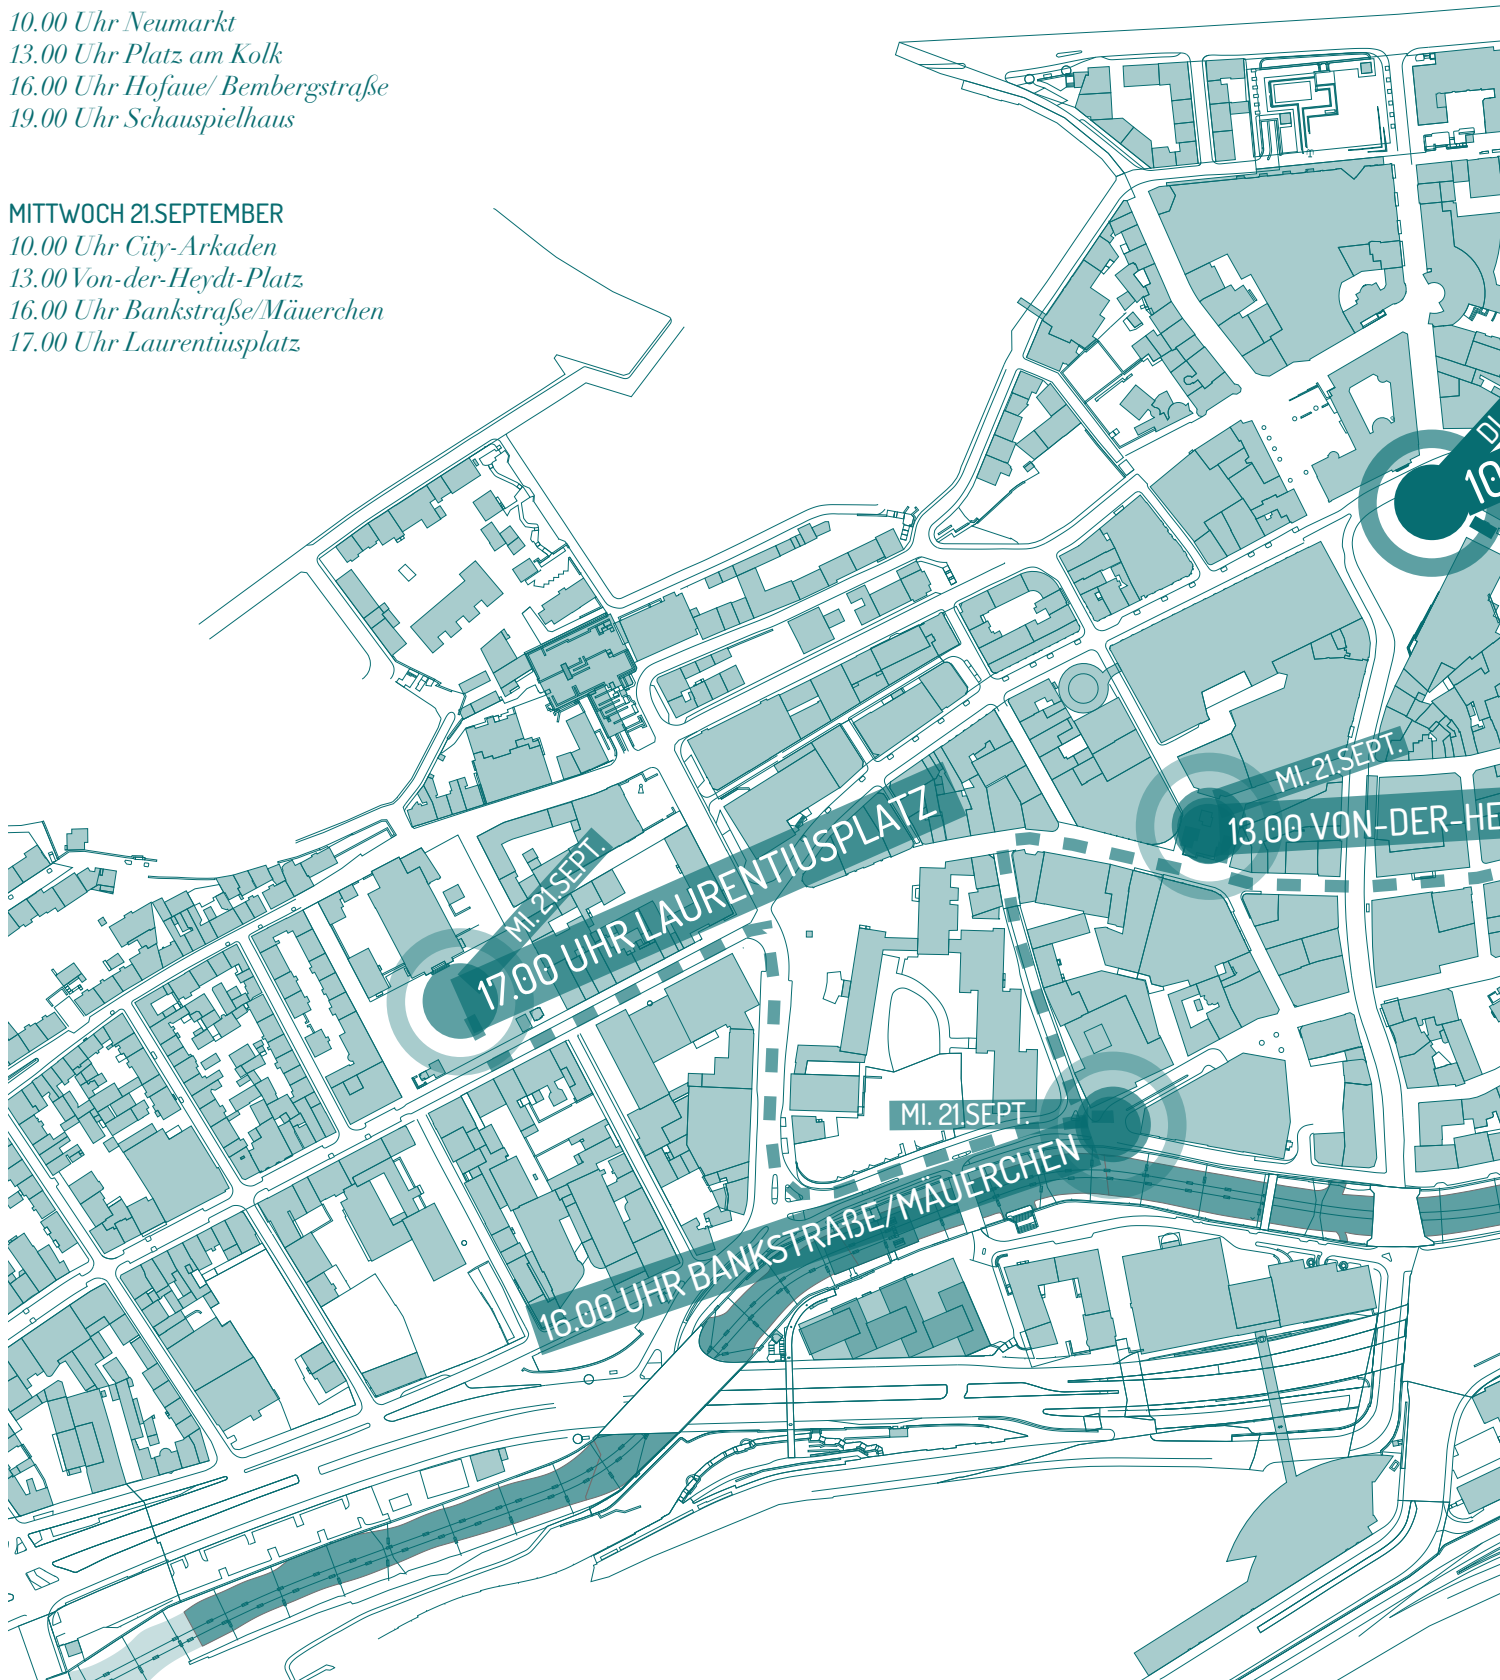 10.00 Uhr Neumarkt
13.00 Uhr Platz am Kolk
16.00 Uhr Hofaue/ Bembergstraße
19.00 Uhr Schauspielhaus
MITTWOCH 21.SEPTEMBER
10.00 Uhr City-Arkaden
13.00 Von-der-Heydt-Platz
16.00 Uhr Bankstraße/Mäuerchen
17.00 Uhr Laurentiusplatz
DI
10
MI. 21.SEPT.
13.00 VON-DER-HE
MI. 21.SEPT.
17.00 UHR LAURENTIUSPLATZ
MI. 21.SEPT.
16.00 UHR BANKSTRAßE/MÄUERCHEN